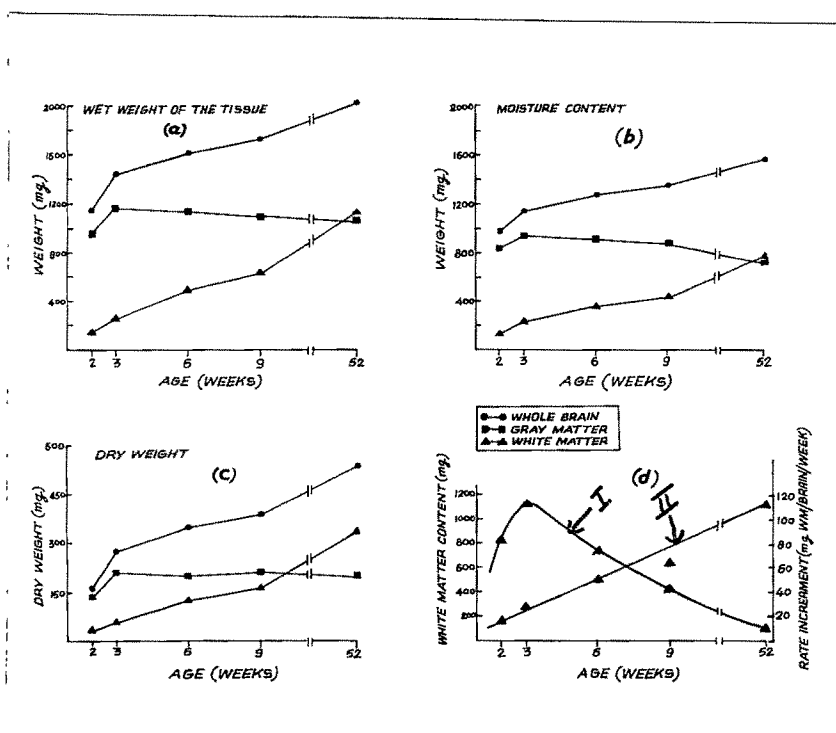 WET WEIGHT OF THE TISSUE
(a)
WEIGHT (mg.)
2000
1500
1200
800
400
2 3 6 9 52
AGE (WEEKS)
MOISTURE CONTENT
(b)
WEIGHT (mg.)
2000
1600
1200
800
400
2 3 6 9 52
AGE (WEEKS)
WHOLE BRAIN
GRAY MATTER
WHITE MATTER
DRY WEIGHT
(c)
DRY WEIGHT (mg.)
500
450
300
150
2 3 6 9 52
AGE (WEEKS)
(d)
I
II
WHITE MATTER CONTENT (mg.)
1200
1000
800
600
400
200
RATE INCREAMENT (mg WM/BRAIN/WEEK)
120
100
80
60
40
20
2 3 6 9 52
AGE (WEEKS)